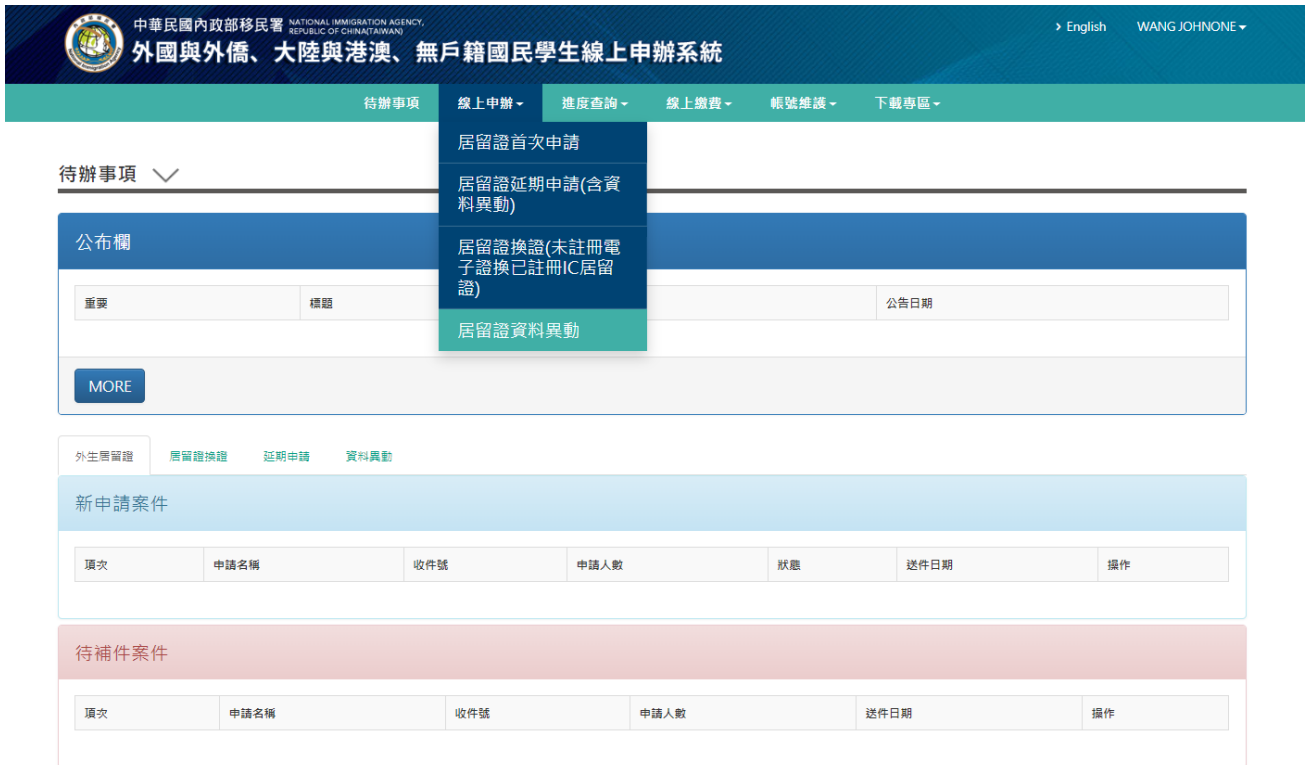 中華民國內政部移民署 NATIONAL IMMIGRATION AGENCY,
REPUBLIC OF CHINA(TAIWAN)
外國與外僑、大陸與港澳、無戶籍國民學生線上申辦系統
English WANG JOHNONE
待辦事項 線上申辦 進度查詢 線上繳費 帳號維護 下載專區
居留證首次申請
居留證延期申請(含資
料異動)
居留證換證(未註冊電
子證換已註冊IC居留
證)
居留證資料異動
待辦事項
公布欄
重要 標題 公告日期
MORE
外生居留證 居留證換證 延期申請 資料異動
新申請案件
項次 申請名稱 收件號 申請人數 狀態 送件日期 操作
待補件案件
項次 申請名稱 收件號 申請人數 送件日期 操作